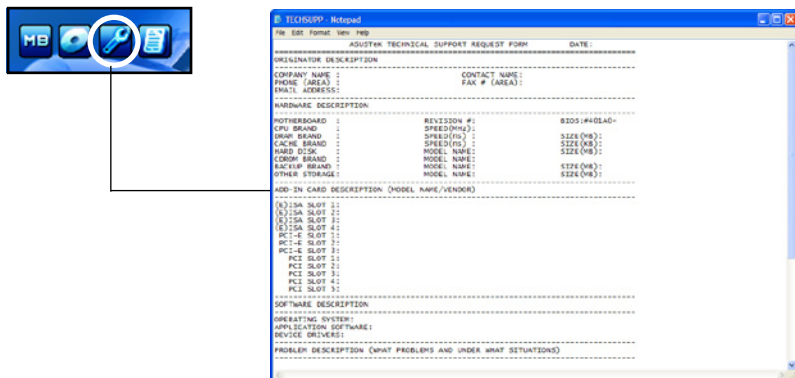 MB
TECHSUPP - Notepad
File Edit Format View Help
ASUSTeK TECHNICAL SUPPORT REQUEST FORM DATE:
ORIGINATOR DESCRIPTION
COMPANY NAME : CONTACT NAME:
PHONE (AREA) : FAX # (AREA):
EMAIL ADDRESS:
HARDWARE DESCRIPTION
MOTHERBOARD : REVISION #: BIOS:#401A0-
CPU BRAND : SPEED(MHz):
DRAM BRAND : SPEED(ns) : SIZE(MB):
CACHE BRAND : SPEED(ns) : SIZE(KB):
HARD DISK : MODEL NAME: SIZE(MB):
CDROM BRAND : MODEL NAME:
BACKUP BRAND : MODEL NAME: SIZE(MB):
OTHER STORAGE: MODEL NAME: SIZE(MB):
ADD-IN CARD DESCRIPTION (MODEL NAME/VENDOR)
(E)ISA SLOT 1:
(E)ISA SLOT 2:
(E)ISA SLOT 3:
(E)ISA SLOT 4:
PCI-E SLOT 1:
PCI-E SLOT 2:
PCI-E SLOT 3:
PCI SLOT 1:
PCI SLOT 2:
PCI SLOT 3:
PCI SLOT 4:
PCI SLOT 5:
SOFTWARE DESCRIPTION
OPERATING SYSTEM:
APPLICATION SOFTWARE:
DEVICE DRIVERS:
PROBLEM DESCRIPTION (WHAT PROBLEMS AND UNDER WHAT SITUATIONS)